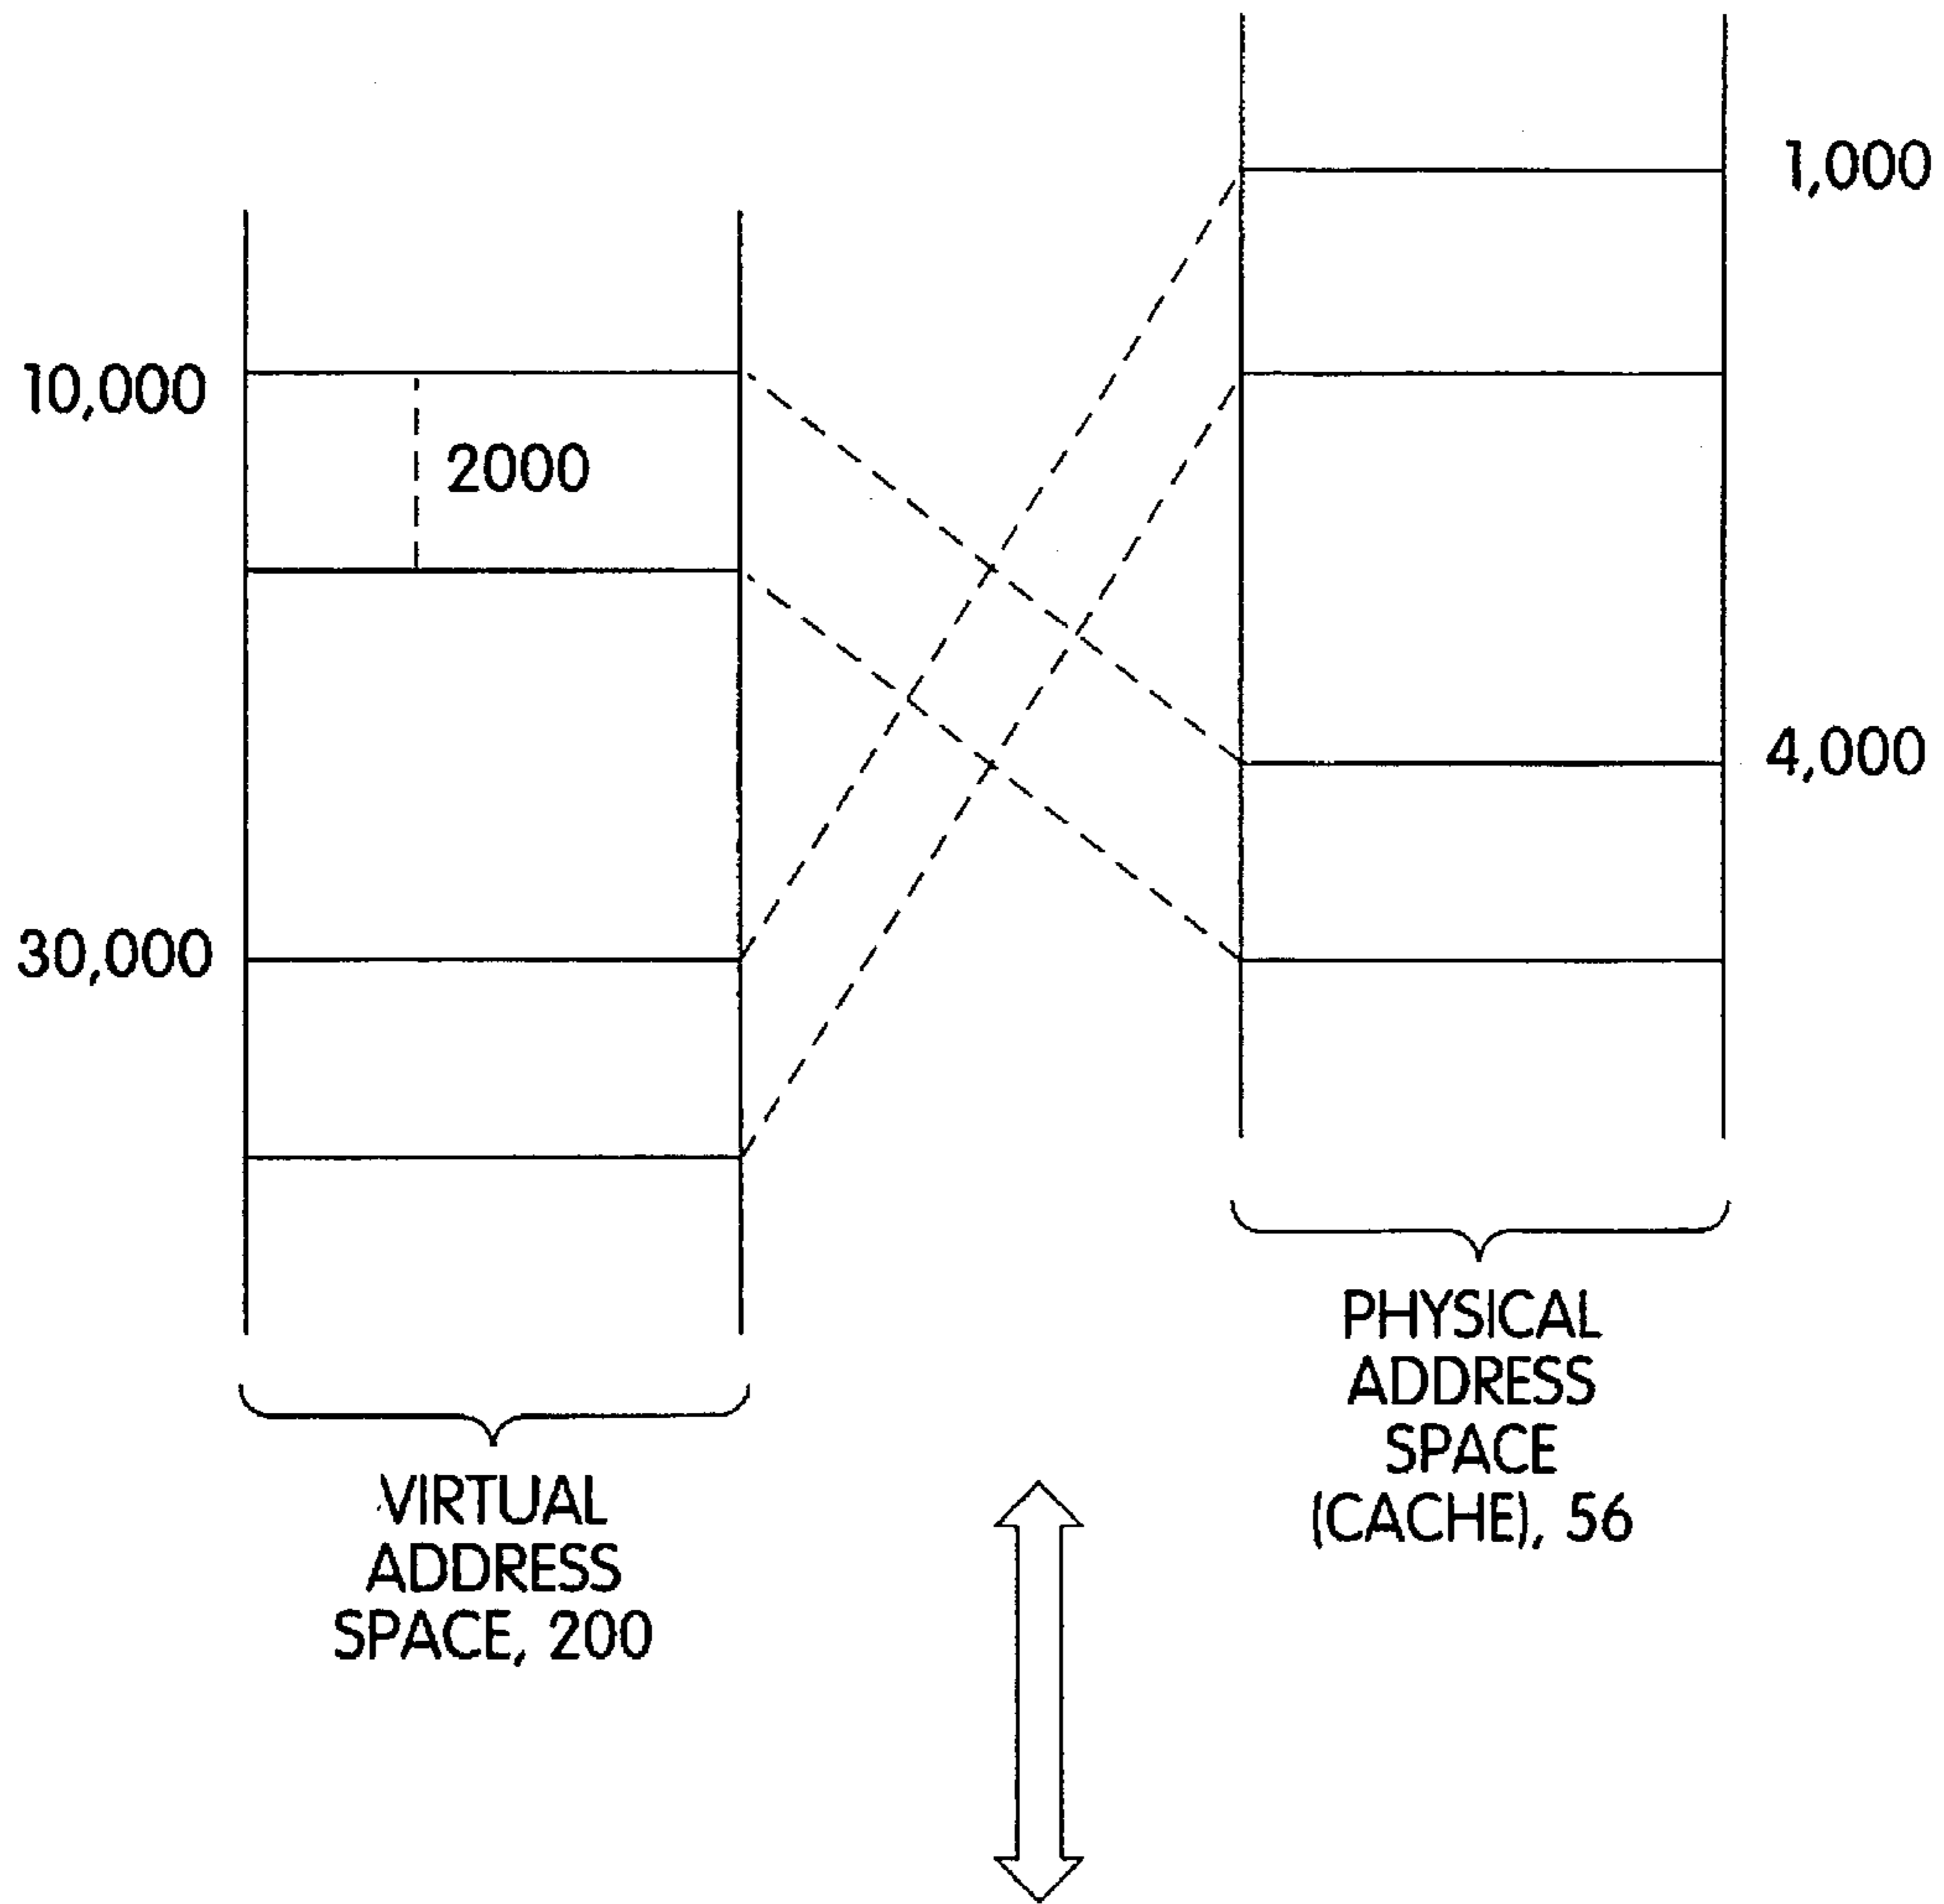 1,000
10,000
2000
4,000
30,000
PHYSICAL
ADDRESS
SPACE
(CACHE), 56
VIRTUAL
ADDRESS
SPACE, 200